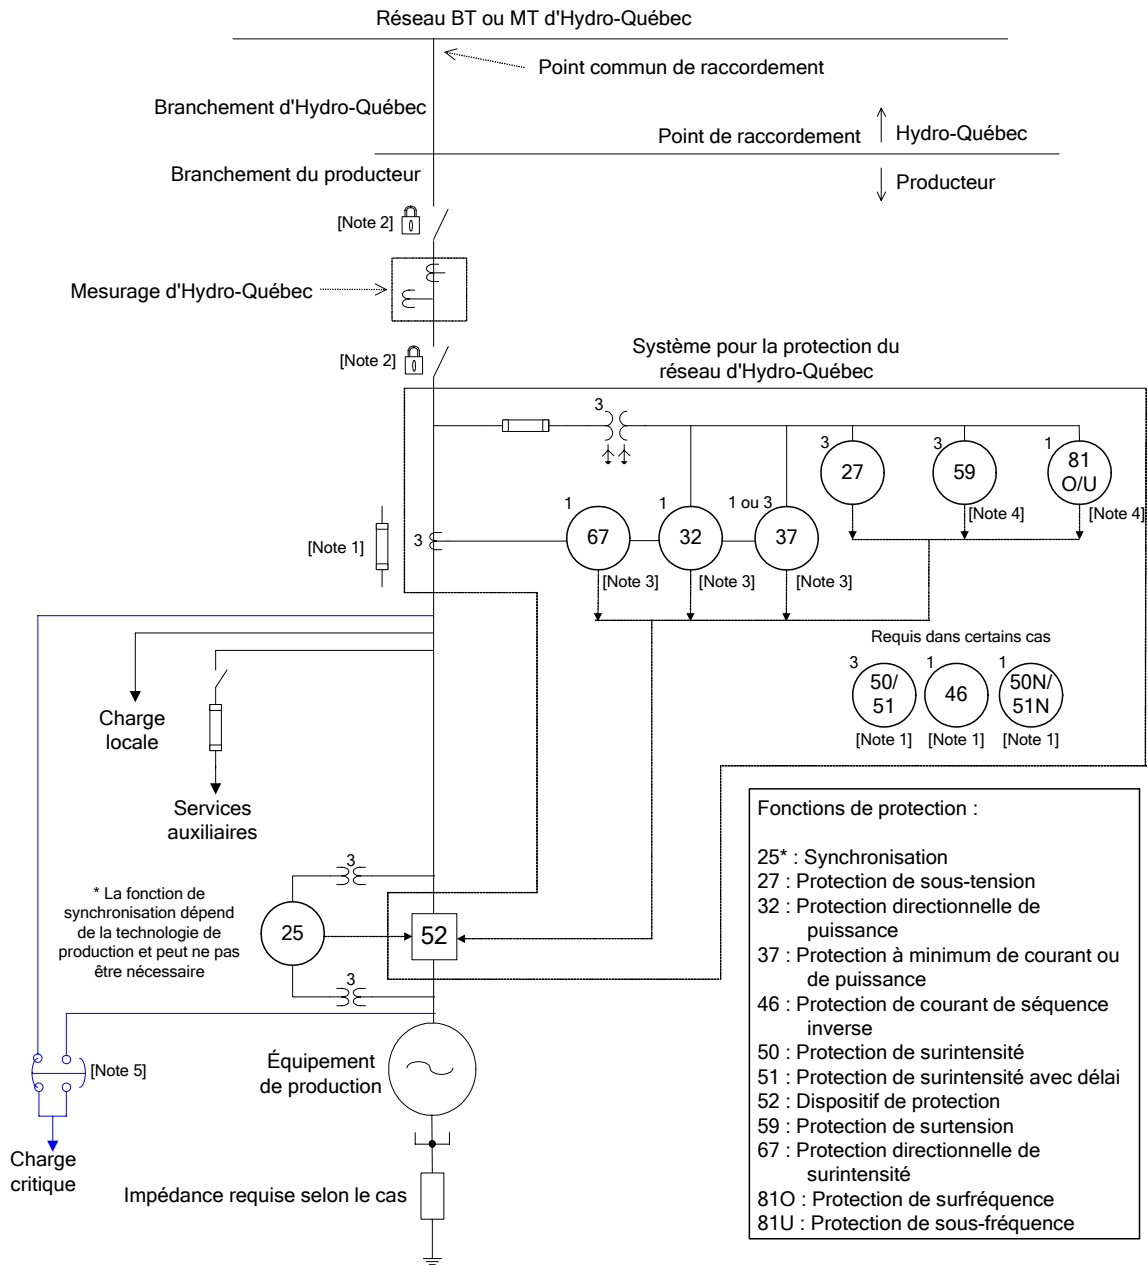 Réseau BT ou MT d'Hydro-Québec
Point commun de raccordement
Branchement d'Hydro-Québec
Point de raccordement
Hydro-Québec
Branchement du producteur
Producteur
[Note 2]
Mesurage d'Hydro-Québec
[Note 2]
Système pour la protection du
réseau d'Hydro-Québec
3
3
27
3
59
[Note 4]
1
81
O/U
[Note 4]
[Note 1]
3
1
67
[Note 3]
1
32
[Note 3]
1 ou 3
37
[Note 3]
Requis dans certains cas
3
50/
51
[Note 1]
1
46
[Note 1]
1
50N/
51N
[Note 1]
Charge
locale
Services
auxiliaires
3
* La fonction de
synchronisation dépend
de la technologie de
production et peut ne pas
être nécessaire
25
52
3
[Note 5]
Équipement
de production
Charge
critique
Impédance requise selon le cas
Fonctions de protection :
25* : Synchronisation
27 : Protection de sous-tension
32 : Protection directionnelle de
puissance
37 : Protection à minimum de courant ou
de puissance
46 : Protection de courant de séquence
inverse
50 : Protection de surintensité
51 : Protection de surintensité avec délai
52 : Dispositif de protection
59 : Protection de surtension
67 : Protection directionnelle de
surintensité
81O : Protection de surfréquence
81U : Protection de sous-fréquence